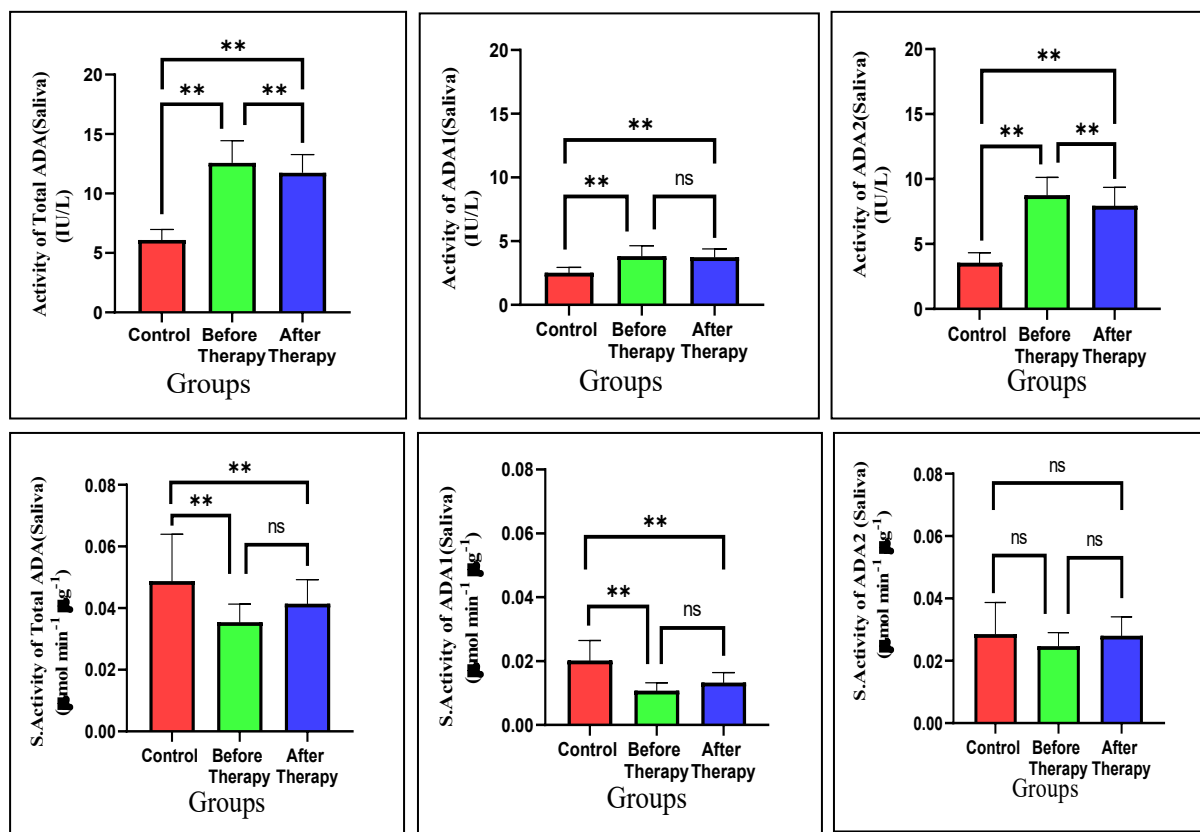 Activity of Total ADA(Saliva)
(IU/L)
20
15
10
5
0
**
**
**
Control
Before
Therapy
After
Therapy
Groups
Activity of ADA1(Saliva)
(IU/L)
20
15
10
5
0
**
**
ns
Control
Before
Therapy
After
Therapy
Groups
Activity of ADA2(Saliva)
(IU/L)
20
15
10
5
0
**
**
**
Control
Before
Therapy
After
Therapy
Groups
S.Activity of Total ADA(Saliva)
(μmol min⁻¹ μg⁻¹)
0.08
0.06
0.04
0.02
0.00
**
**
ns
Control
Before
Therapy
After
Therapy
Groups
S.Activity of ADA1(Saliva)
(μmol min⁻¹ μg⁻¹)
0.08
0.06
0.04
0.02
0.00
**
**
ns
Control
Before
Therapy
After
Therapy
Groups
S.Activity of ADA2 (Saliva)
(μmol min⁻¹ μg⁻¹)
0.08
0.06
0.04
0.02
0.00
ns
ns
ns
Control
Before
Therapy
After
Therapy
Groups